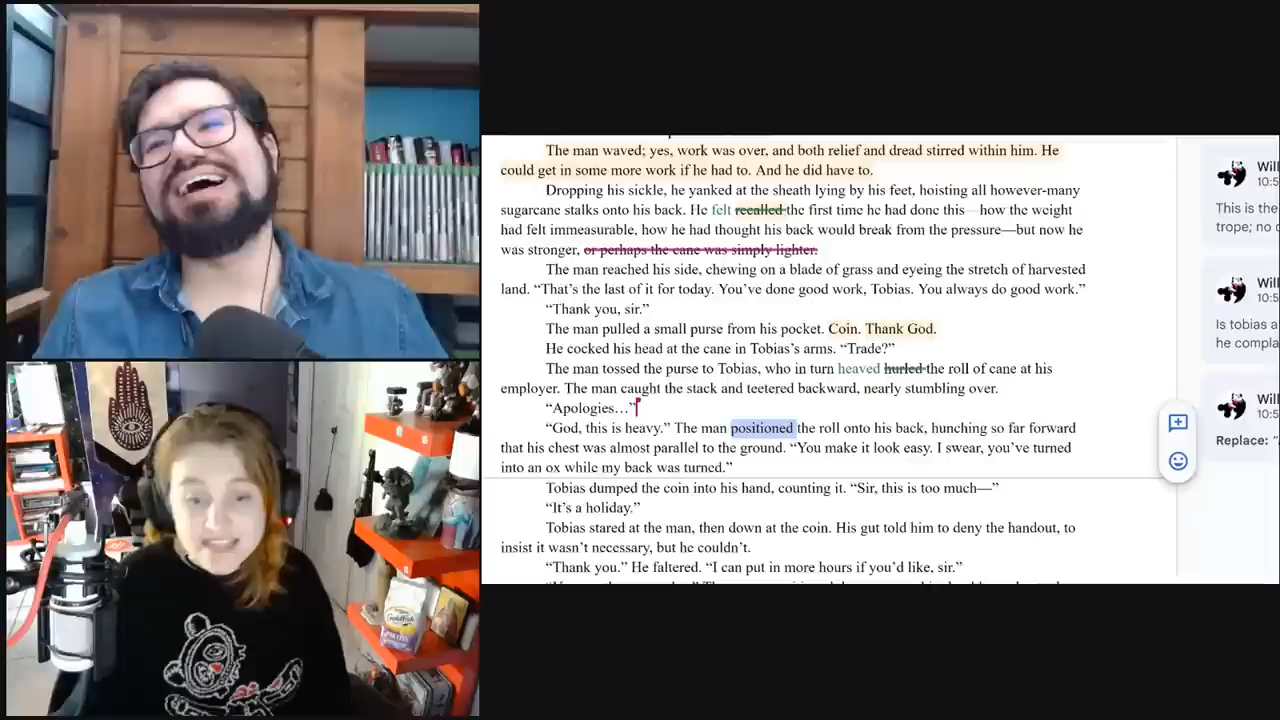 The man waved; yes, work was over, and both relief and dread stirred within him. He
could get in some more work if he had to. And he did have to.
Dropping his sickle, he yanked at the sheath lying by his feet, hoisting all however-many
sugarcane stalks onto his back. He felt recalled the first time he had done this—how the weight
had felt immeasurable, how he had thought his back would break from the pressure—but now he
was stronger, or perhaps the cane was simply lighter.
The man reached his side, chewing on a blade of grass and eyeing the stretch of harvested
land. “That’s the last of it for today. You’ve done good work, Tobias. You always do good work.”
“Thank you, sir.”
The man pulled a small purse from his pocket. Coin. Thank God.
He cocked his head at the cane in Tobias’s arms. “Trade?”
The man tossed the purse to Tobias, who in turn heaved hurled the roll of cane at his
employer. The man caught the stack and teetered backward, nearly stumbling over.
“Apologies…”
“God, this is heavy.” The man positioned the roll onto his back, hunching so far forward
that his chest was almost parallel to the ground. “You make it look easy. I swear, you’ve turned
into an ox while my back was turned.”
Tobias dumped the coin into his hand, counting it. “Sir, this is too much—”
“It’s a holiday.”
Tobias stared at the man, then down at the coin. His gut told him to deny the handout, to
insist it wasn’t necessary, but he couldn’t.
“Thank you.” He faltered. “I can put in more hours if you’d like, sir.”
Will
10:5
This is the
trope; no
Will
10:5
Is tobias a
he compla
Will
10:5
Replace: “
Goldfish